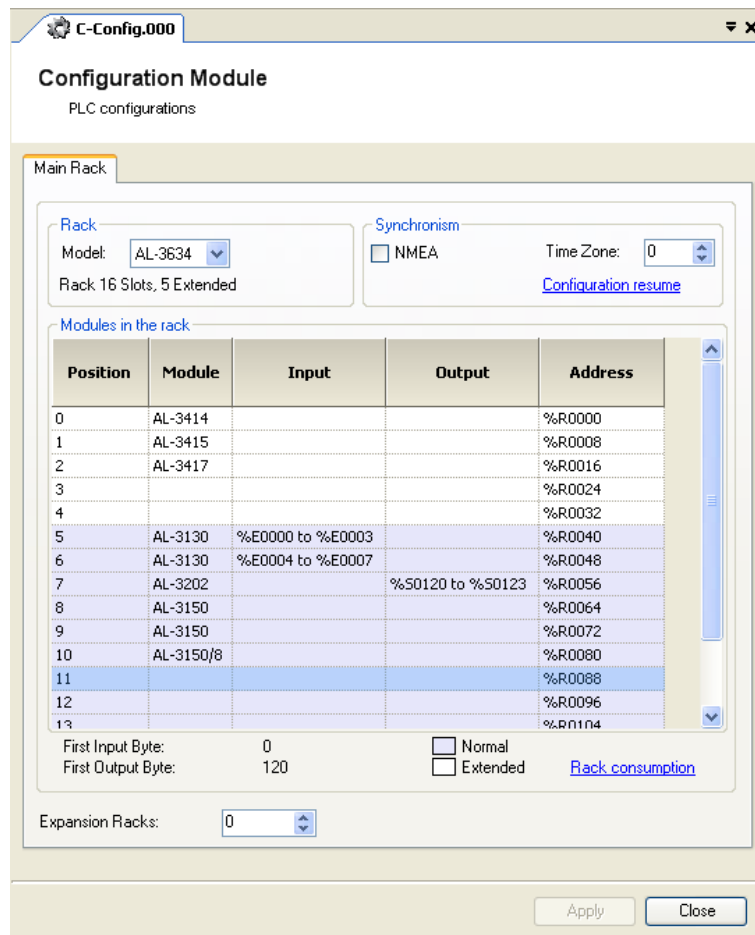 C-Config.000
Configuration Module
PLC configurations
Main Rack
Rack
Model: AL-3634
Rack 16 Slots, 5 Extended
Synchronism
NMEA Time Zone: 0
Configuration resume
Modules in the rack
Position Module Input Output Address
0 AL-3414 %R0000
1 AL-3415 %R0008
2 AL-3417 %R0016
3 %R0024
4 %R0032
5 AL-3130 %E0000 to %E0003 %R0040
6 AL-3130 %E0004 to %E0007 %R0048
7 AL-3202 %S0120 to %S0123 %R0056
8 AL-3150 %R0064
9 AL-3150 %R0072
10 AL-3150/8 %R0080
11 %R0088
12 %R0096
13 %R0104
First Input Byte: 0 Normal
First Output Byte: 120 Extended Rack consumption
Expansion Racks: 0
Apply Close